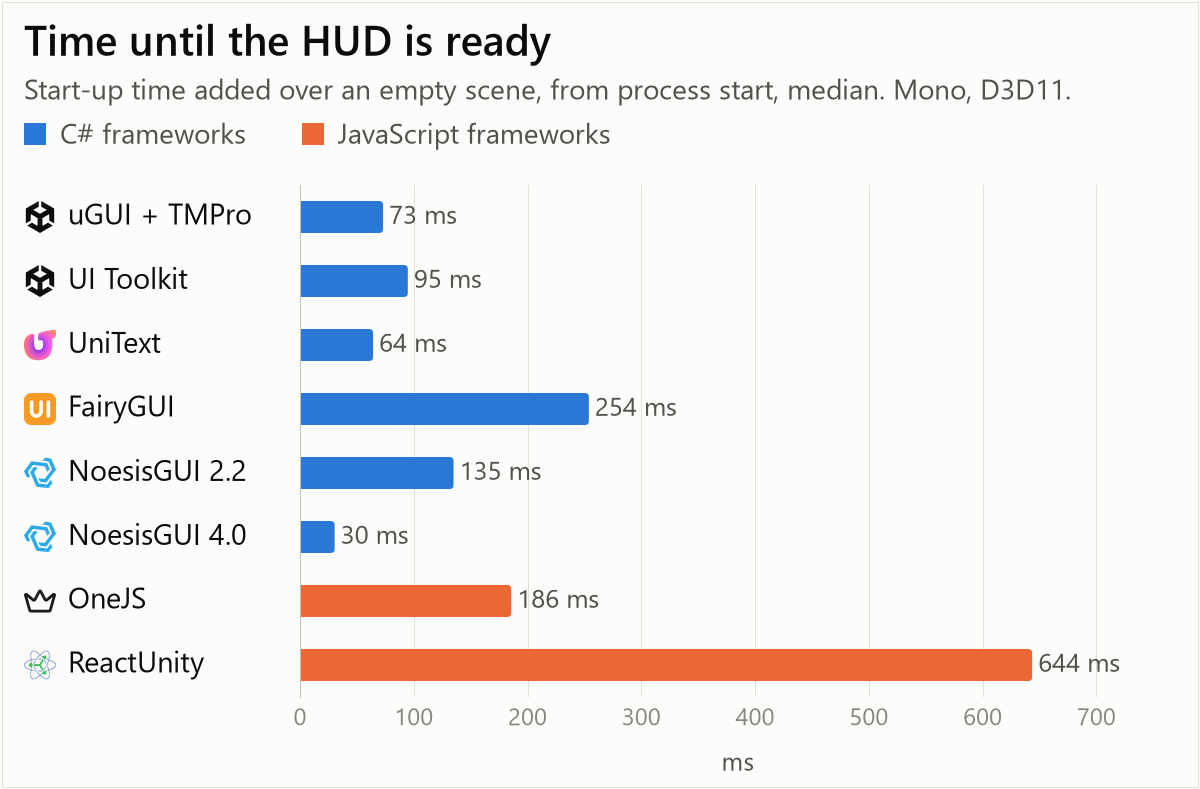 Time until the HUD is ready
Start-up time added over an empty scene, from process start, median. Mono, D3D11.
C# frameworks JavaScript frameworks
uGUI + TMPro 73 ms
UI Toolkit 95 ms
UniText 64 ms
UI FairyGUI 254 ms
NoesisGUI 2.2 135 ms
NoesisGUI 4.0 30 ms
OneJS 186 ms
ReactUnity 644 ms
0 100 200 300 400 500 600 700
ms